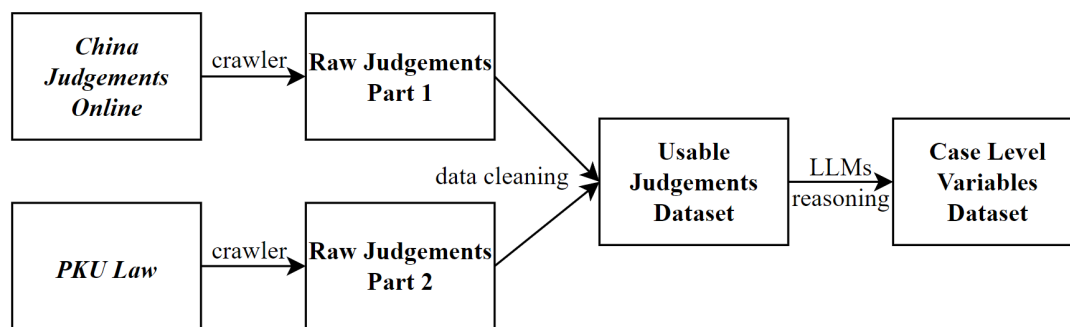 China
Judgements
Online
crawler
Raw Judgements
Part 1
PKU Law
crawler
Raw Judgements
Part 2
data cleaning
Usable
Judgements
Dataset
LLMs
reasoning
Case Level
Variables
Dataset